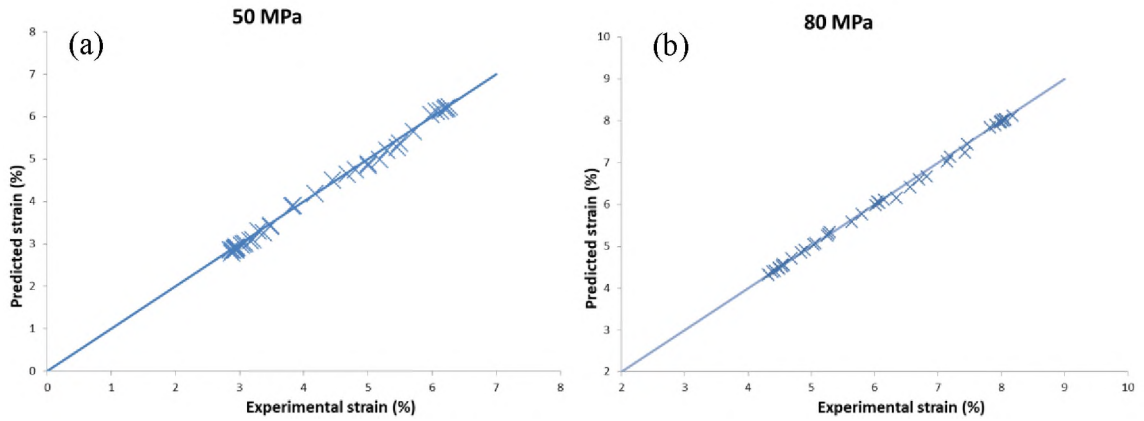 50 MPa
(a)
8
7
6
5
4
3
2
1
0
0 1 2 3 4 5 6 7 8
Predicted strain (%)
Experimental strain (%)
80 MPa
(b)
10
9
8
7
6
5
4
3
2
2 3 4 5 6 7 8 9 10
Predicted strain (%)
Experimental strain (%)